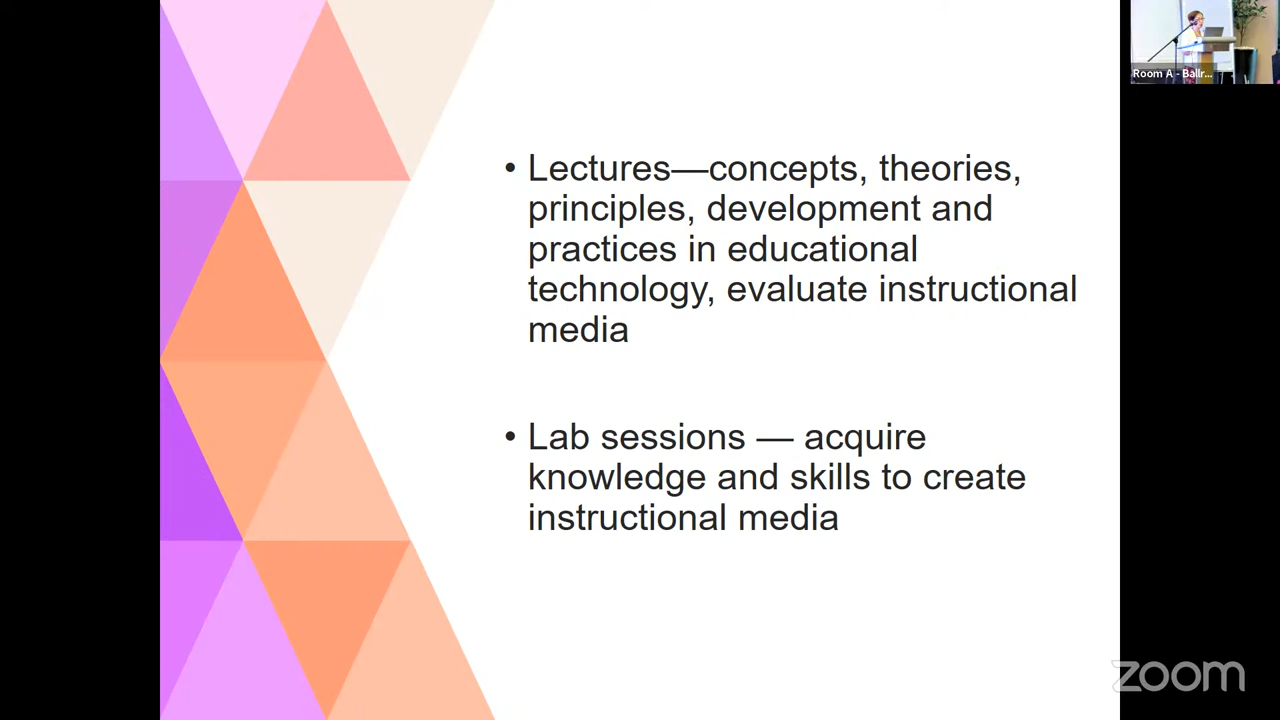 • Lectures—concepts, theories,
principles, development and
practices in educational
technology, evaluate instructional
media
• Lab sessions — acquire
knowledge and skills to create
instructional media
Room A - Ballr...
zoom